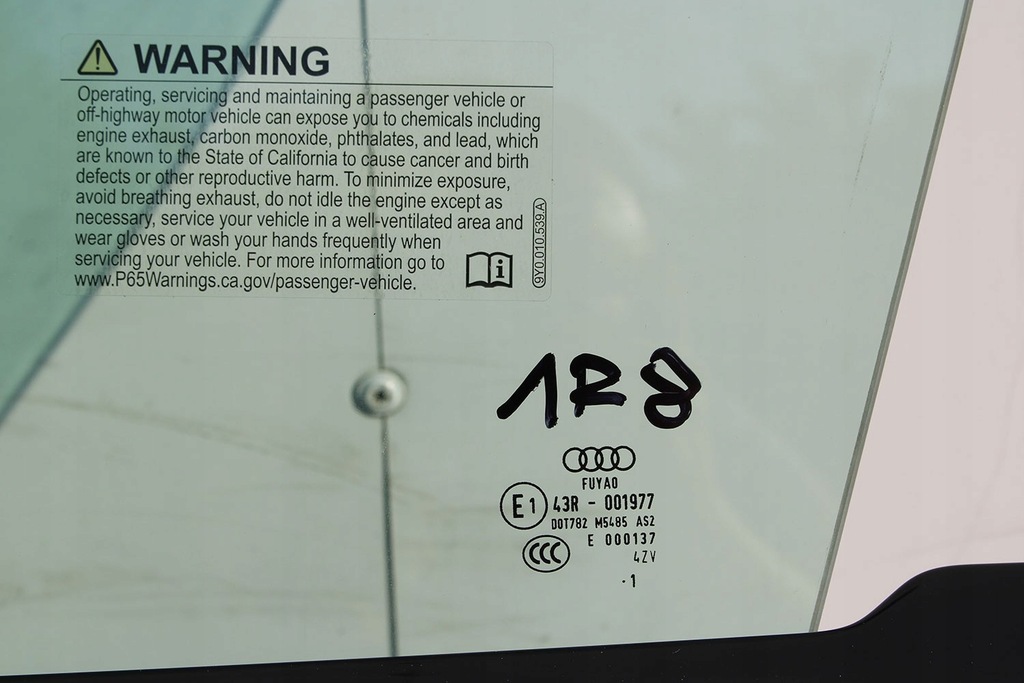 WARNING
Operating, servicing and maintaining a passenger vehicle or
off-highway motor vehicle can expose you to chemicals including
engine exhaust, carbon monoxide, phthalates, and lead, which
are known to the State of California to cause cancer and birth
defects or other reproductive harm. To minimize exposure,
avoid breathing exhaust, do not idle the engine except as
necessary, service your vehicle in a well-ventilated area and
wear gloves or wash your hands frequently when
servicing your vehicle. For more information go to
www.P65Warnings.ca.gov/passenger-vehicle.
9Y0.010.539.A
1R8
FUYAO
E1 43R - 001977
DOT782 M5485 AS2
CCC E 000137
4ZV
·1